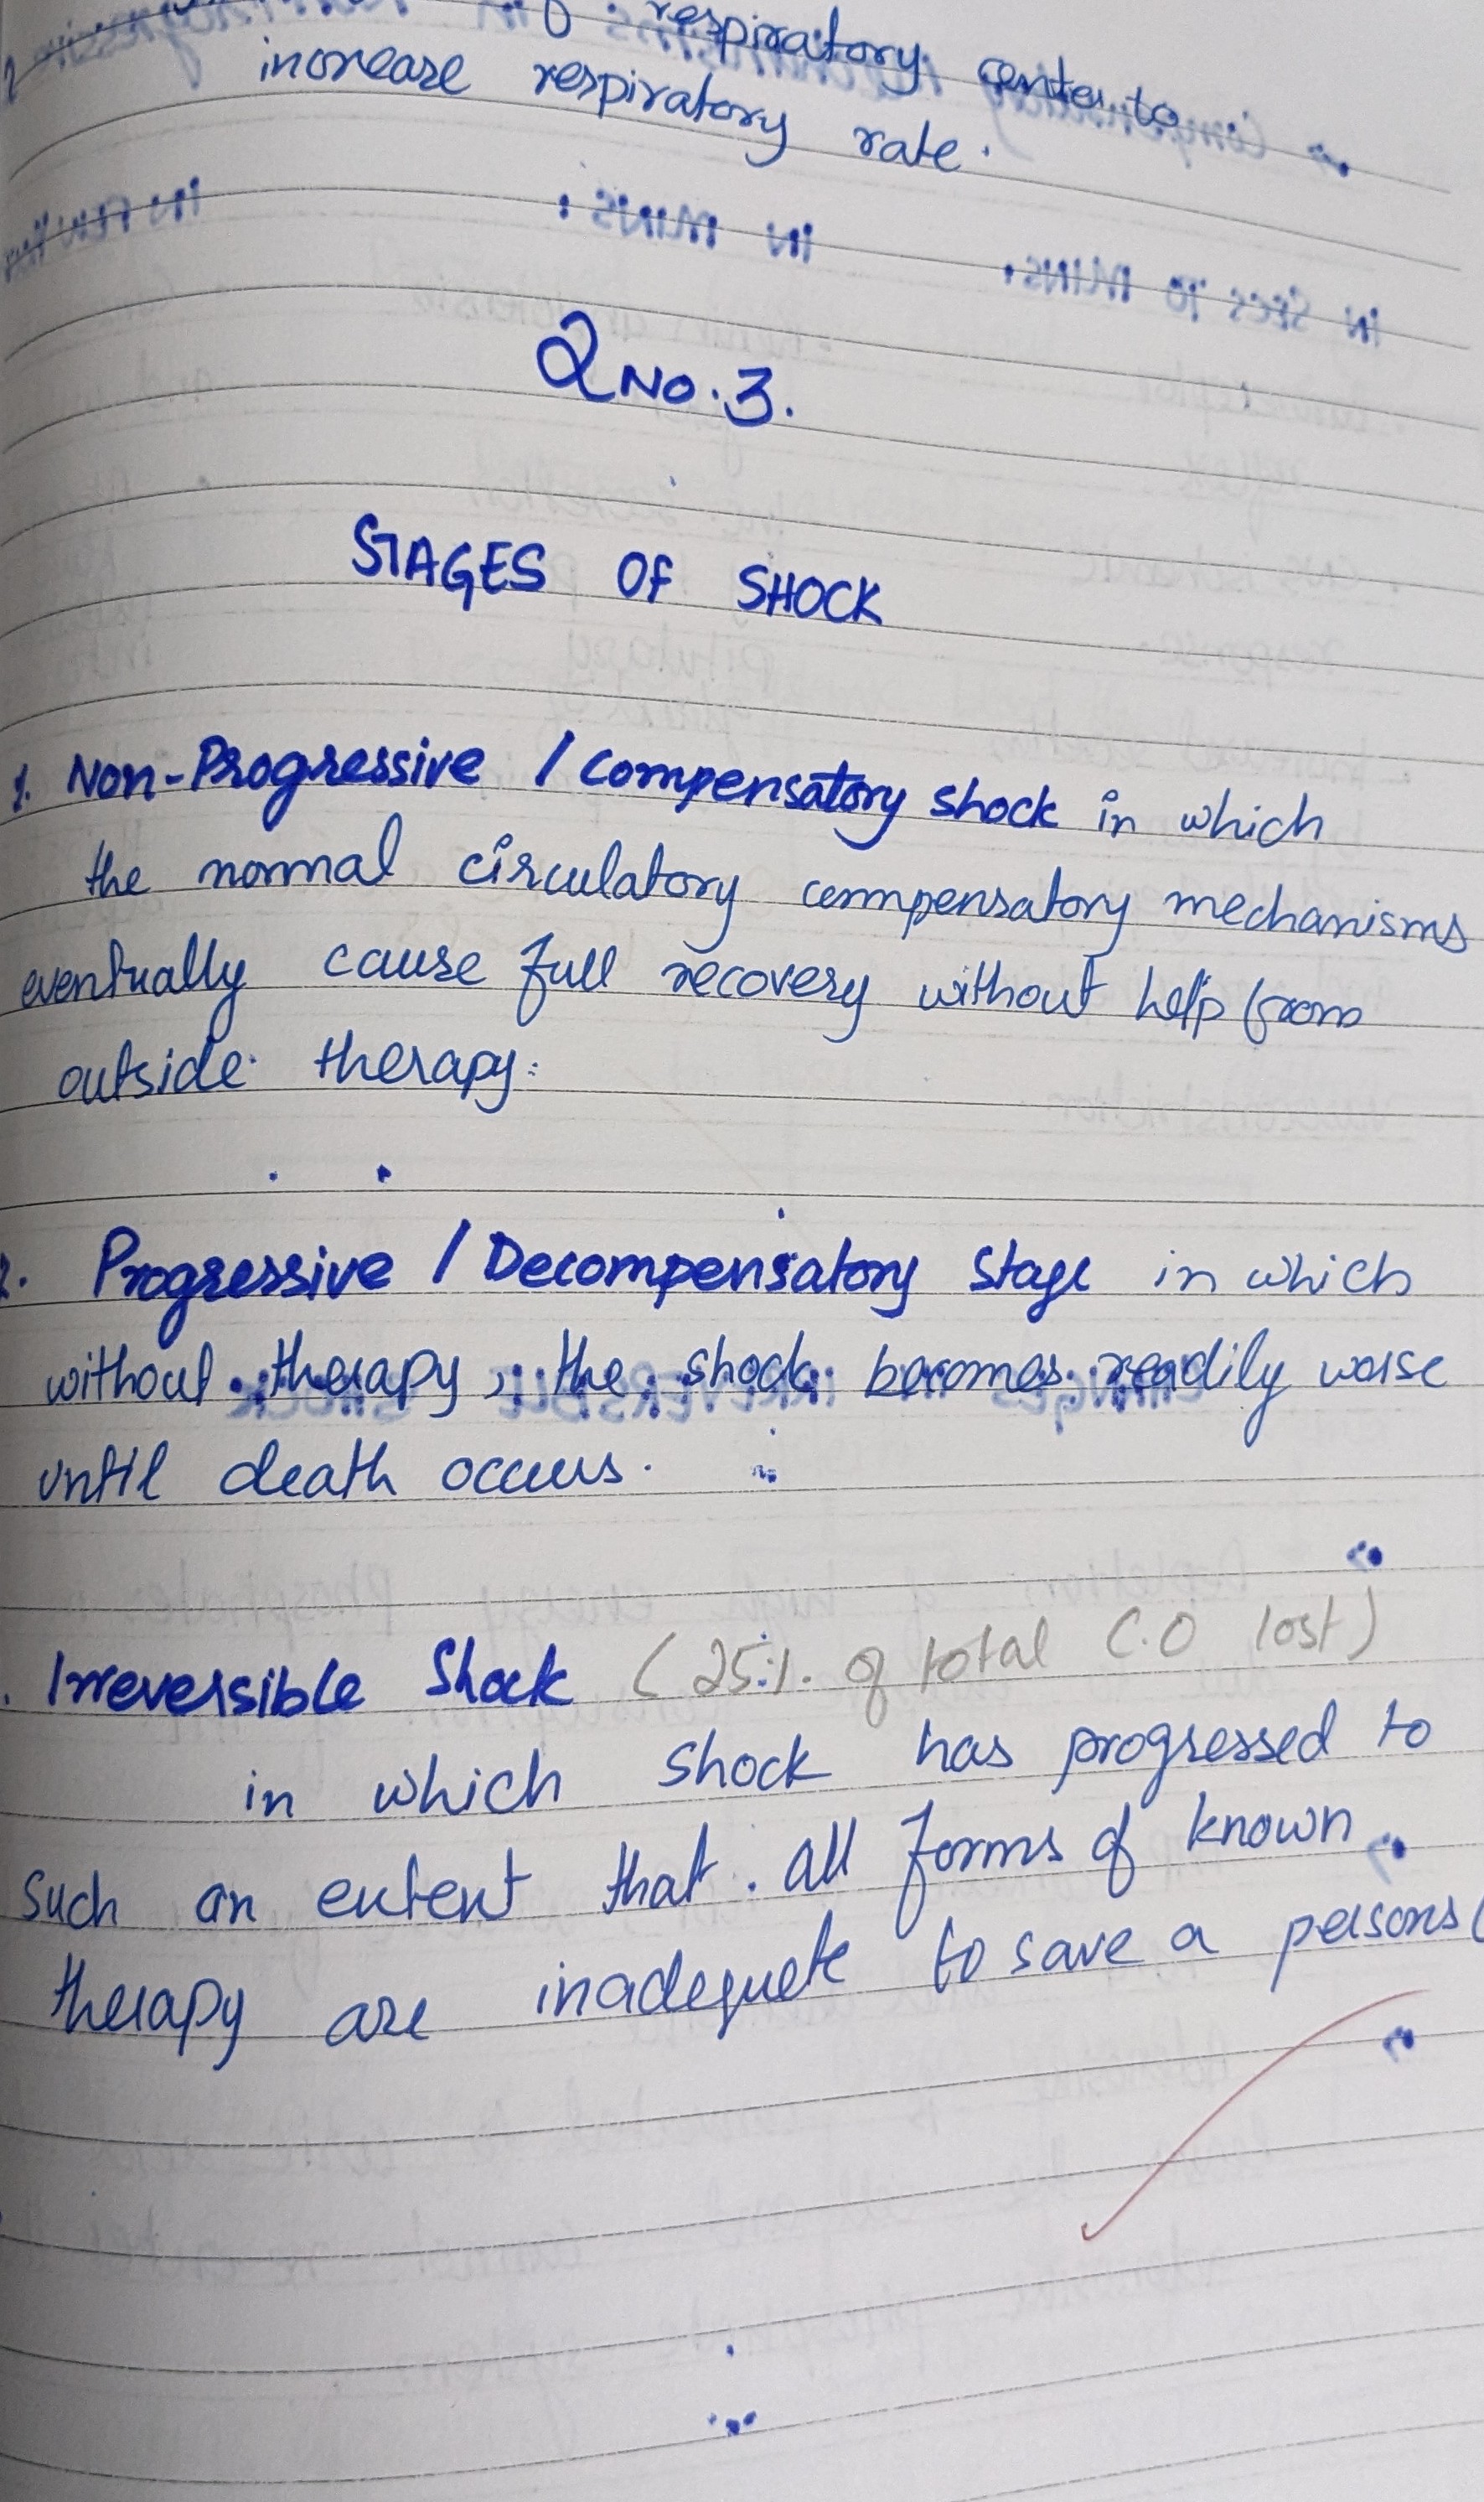 respiratory center to
increase respiratory rate.
Q No. 3.
STAGES OF SHOCK
1. Non-Progressive / Compensatory shock in which
the normal circulatory compensatory mechanisms
eventually cause full recovery without help from
outside therapy.
2. Progressive / Decompensatory stage in which
without therapy, the shock becomes readily worse
until death occurs.
. Irreversible Shock (25% of total C.O lost)
in which shock has progressed to
such an extent that all forms of known
therapy are inadequate to save a persons